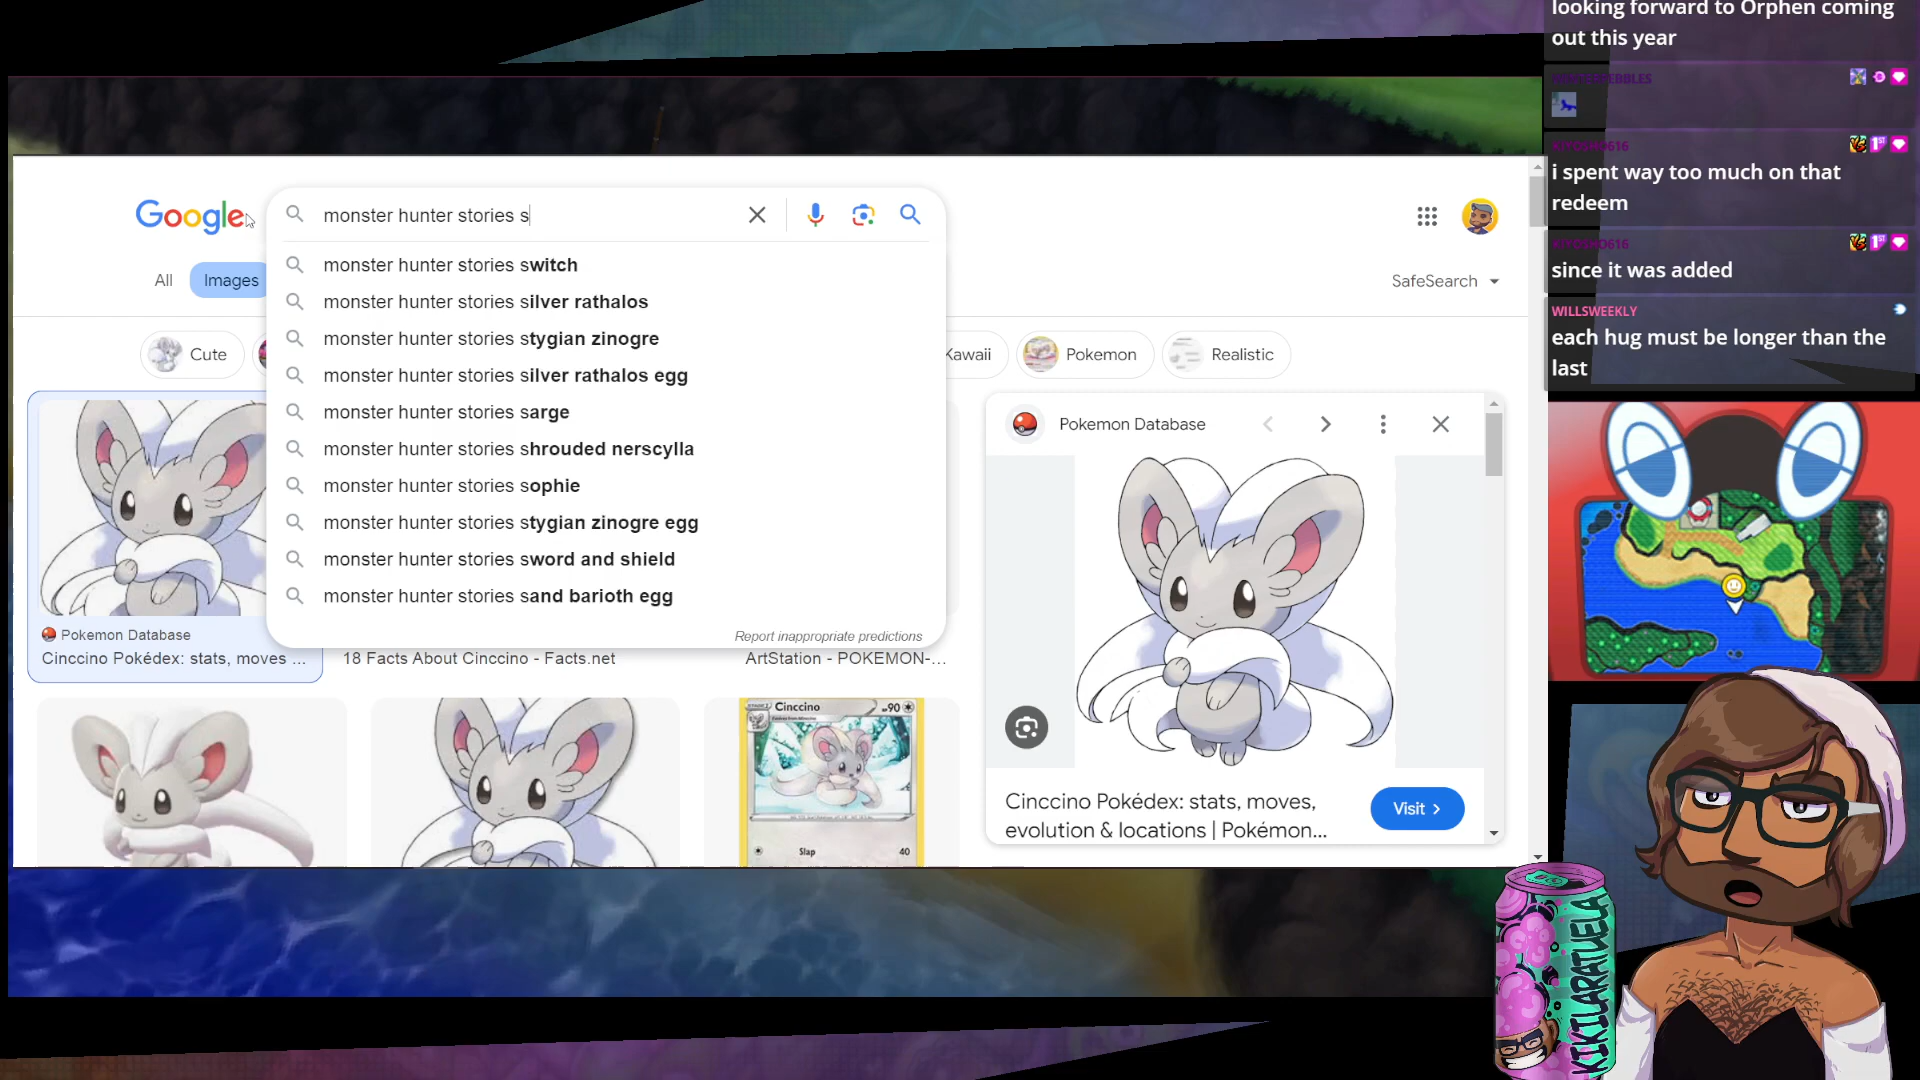 looking forward to Orphen coming
out this year
i spent way too much on that
redeem
since it was added
WILLSWEEKLY
each hug must be longer than the
last
Google
monster hunter stories s
monster hunter stories switch
monster hunter stories silver rathalos
monster hunter stories stygian zinogre
monster hunter stories silver rathalos egg
monster hunter stories sarge
monster hunter stories shrouded nerscylla
monster hunter stories sophie
monster hunter stories stygian zinogre egg
monster hunter stories sword and shield
monster hunter stories sand barioth egg
Report inappropriate predictions
All
Images
SafeSearch
Cute
Kawaii
Pokemon
Realistic
Pokemon Database
Cinccino Pokédex: stats, moves ...
18 Facts About Cinccino - Facts.net
ArtStation - POKEMON-...
Pokemon Database
Cinccino Pokédex: stats, moves,
evolution & locations | Pokémon...
Visit
Cinccino
90
Slap
40
KIKILARATUELA